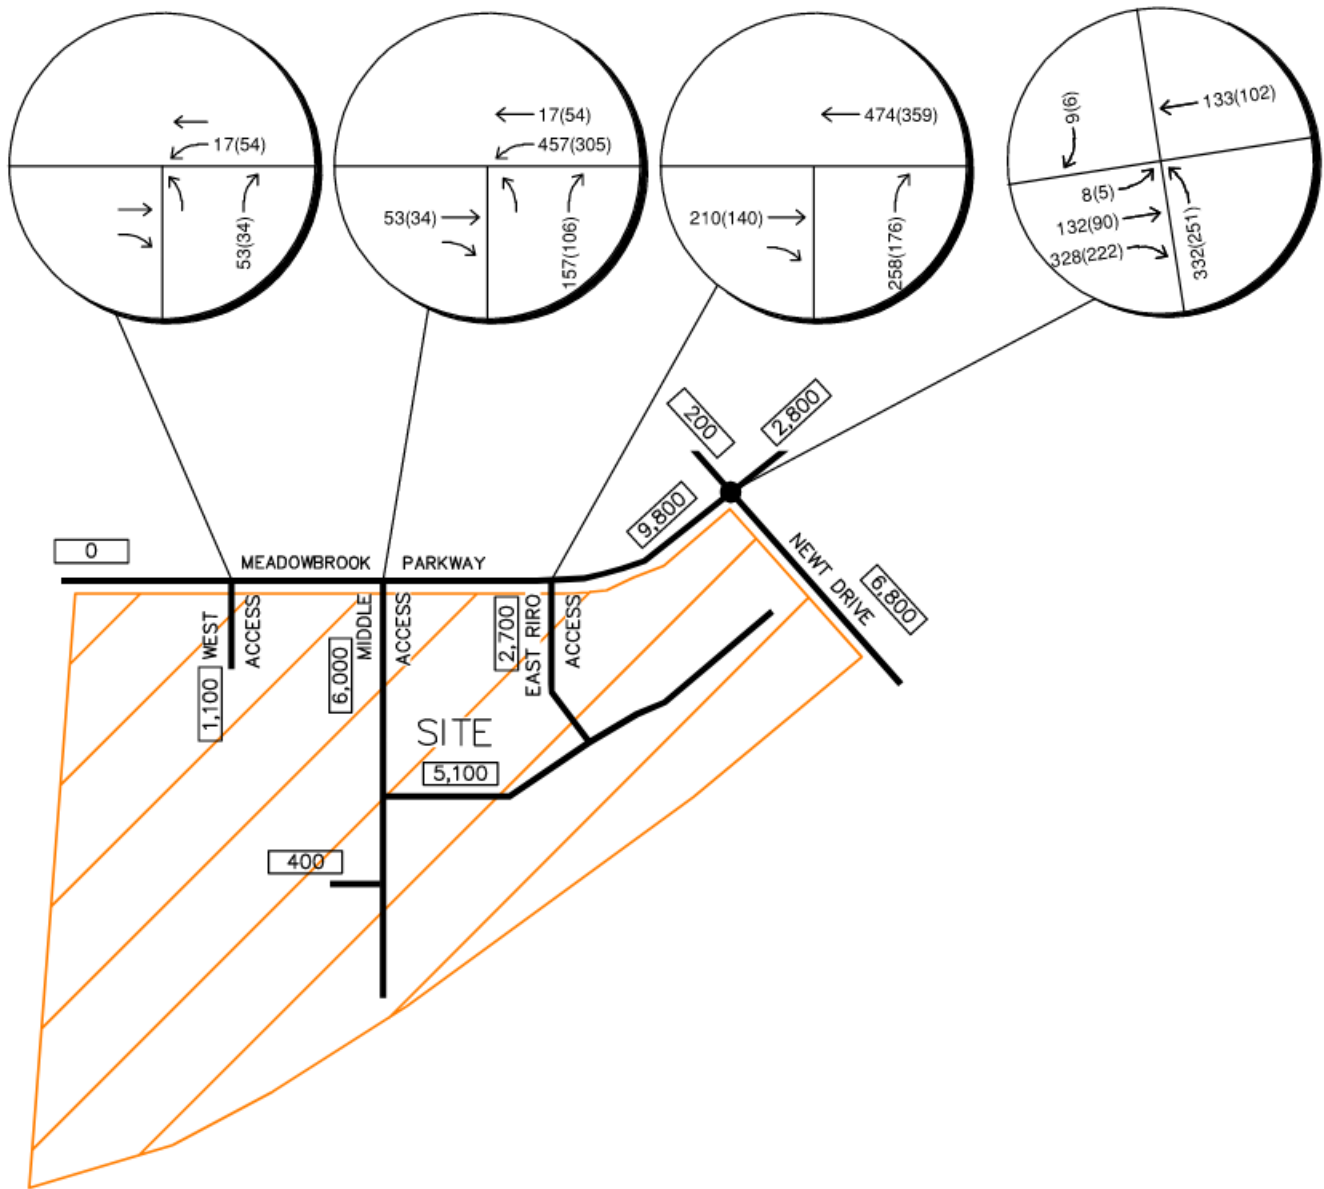 17(54)
53(34)
17(54)
457(305)
53(34)
157(106)
474(359)
210(140)
258(176)
9(6)
133(102)
8(5)
132(90)
328(222)
332(251)
200
2,800
9,800
0
MEADOWBROOK PARKWAY
NEWT DRIVE
6,800
WEST
ACCESS
1,100
MIDDLE
ACCESS
6,000
2,700
EAST RIRO
ACCESS
SITE
5,100
400